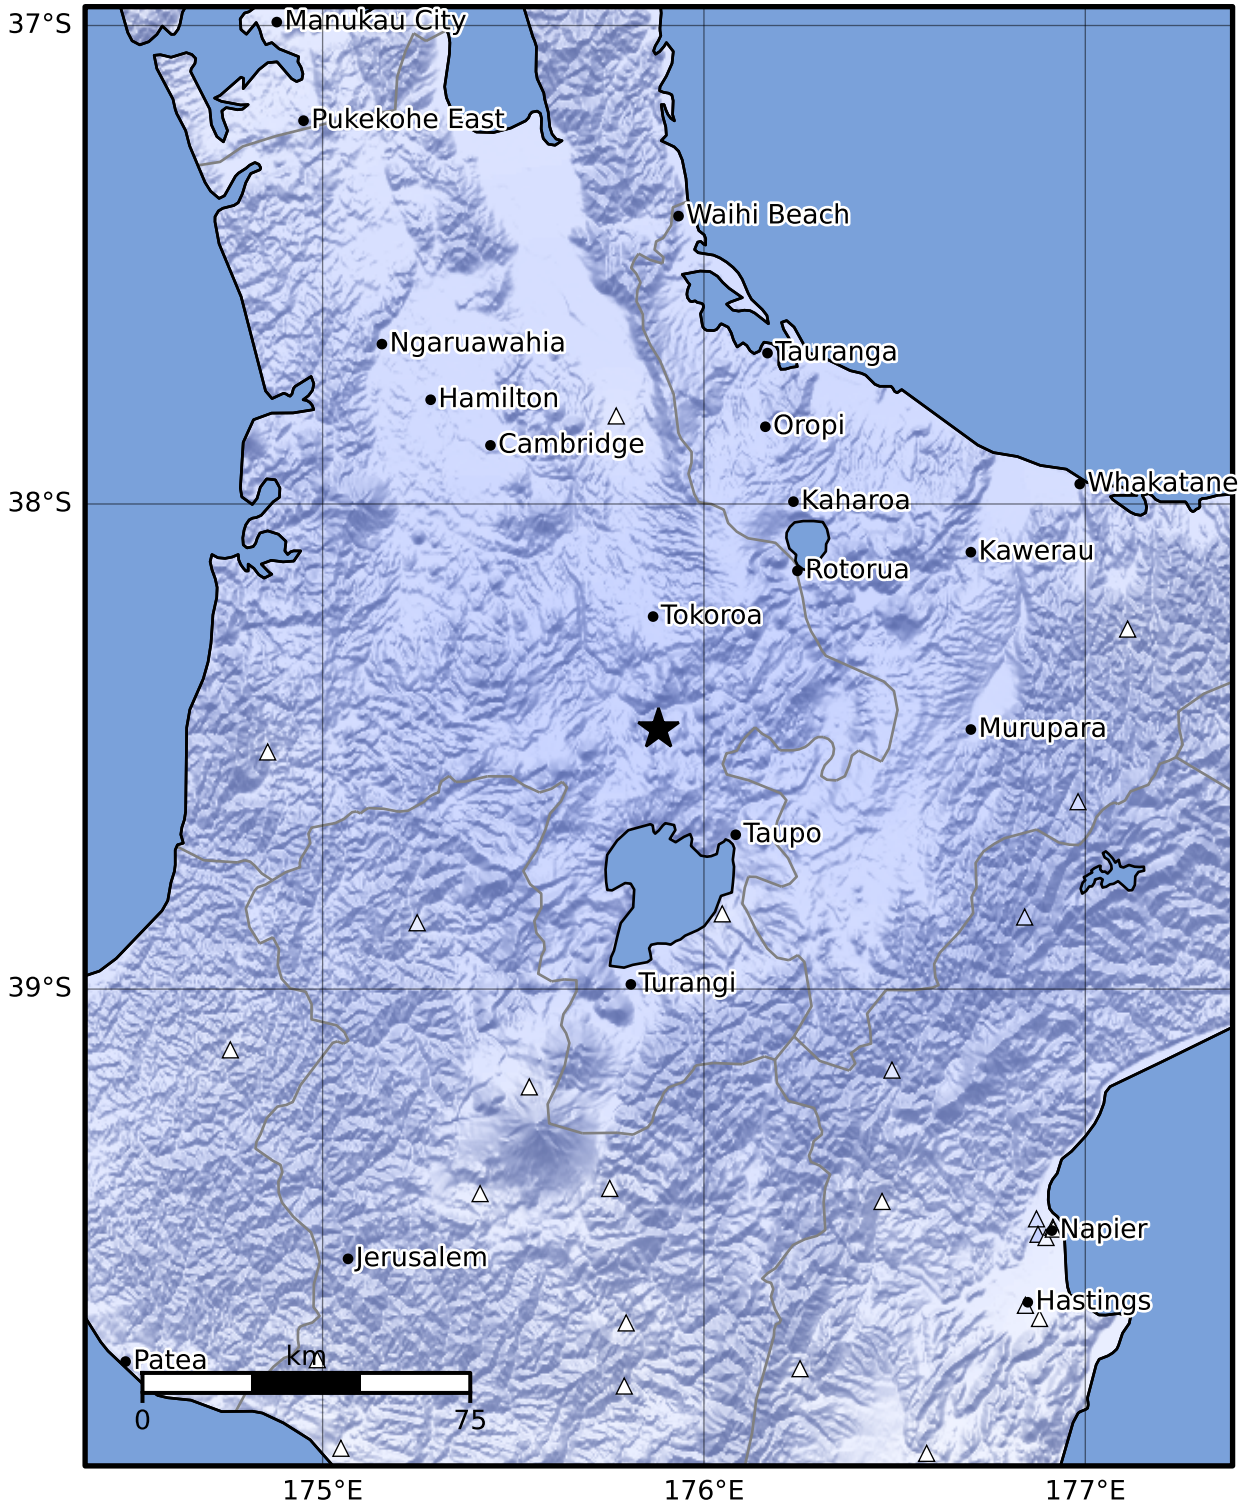 37°S
Manukau City
Pukekohe East
Waihi Beach
Ngaruawahia
Tauranga
Hamilton
Oropi
Cambridge
38°S
Whakatane
Kaharoa
Kawerau
Rotorua
Tokoroa
Murupara
Taupo
39°S
Turangi
Napier
Jerusalem
Hastings
Patea
km
0
75
175°E
176°E
177°E